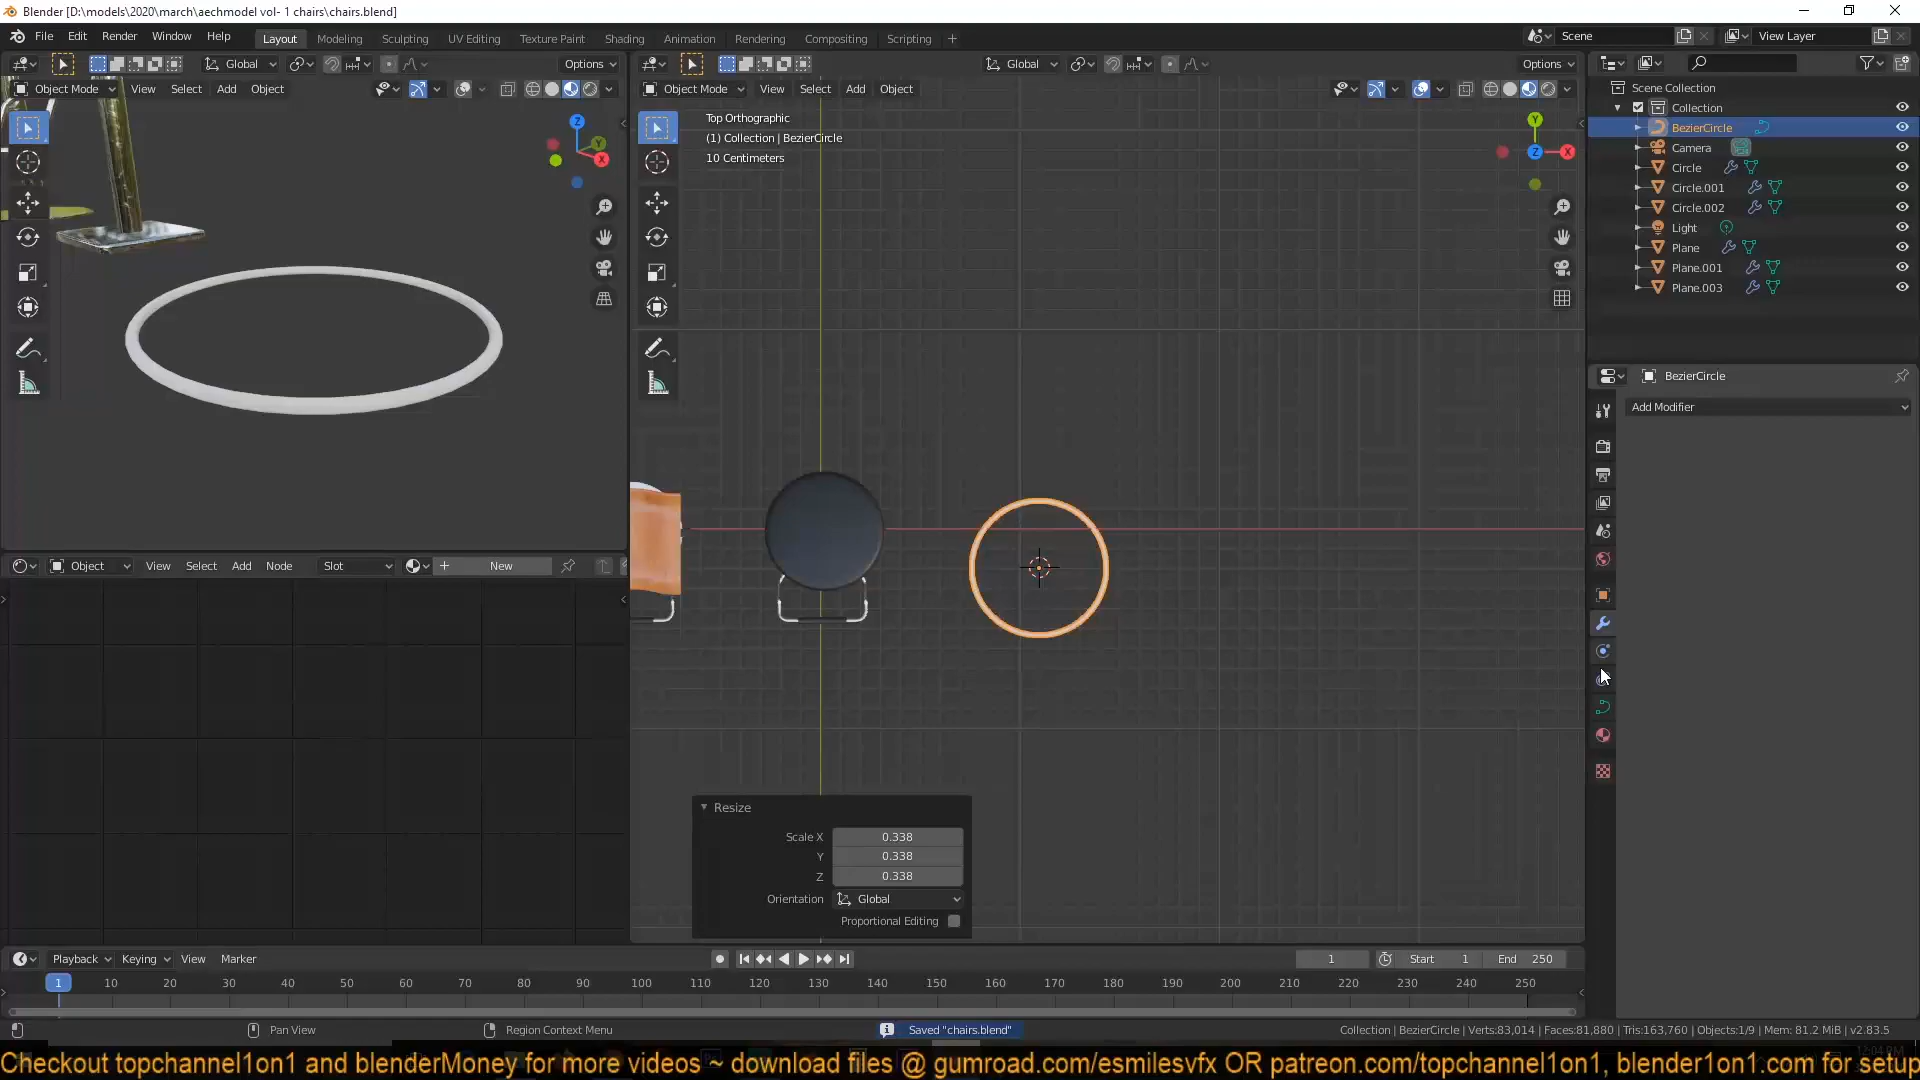 Blender [D:\models\2020\march\aechmodel vol- 1 chairs\chairs.blend]
File Edit Render Window Help Layout Modeling Sculpting UV Editing Texture Paint Shading Animation Rendering Compositing Scripting + Scene View Layer
Global Options Global Options
Object Mode View Select Add Object
Object Mode View Select Add Object
Z Y X
Top Orthographic
(1) Collection | BezierCircle
10 Centimeters
Y Z X
Scene Collection
Collection
BezierCircle
Camera
Circle
Circle.001
Circle.002
Light
Plane
Plane.001
Plane.003
BezierCircle
Add Modifier
Object View Select Add Node Slot New
Resize
Scale X 0.338
Y 0.338
Z 0.338
Orientation Global
Proportional Editing
Playback Keying View Marker 1 Start 1 End 250
1 10 20 30 40 50 60 70 80 90 100 110 120 130 140 150 160 170 180 190 200 210 220 230 240 250
Pan View Region Context Menu Saved "chairs.blend" Collection | BezierCircle | Verts:83,014 | Faces:81,880 | Tris:163,760 | Objects:1/9 | Mem: 81.2 MiB | v2.83.5
Checkout topchannel1on1 and blenderMoney for more videos ~ download files @ gumroad.com/esmilesvfx OR patreon.com/topchannel1on1, blender1on1.com for setup